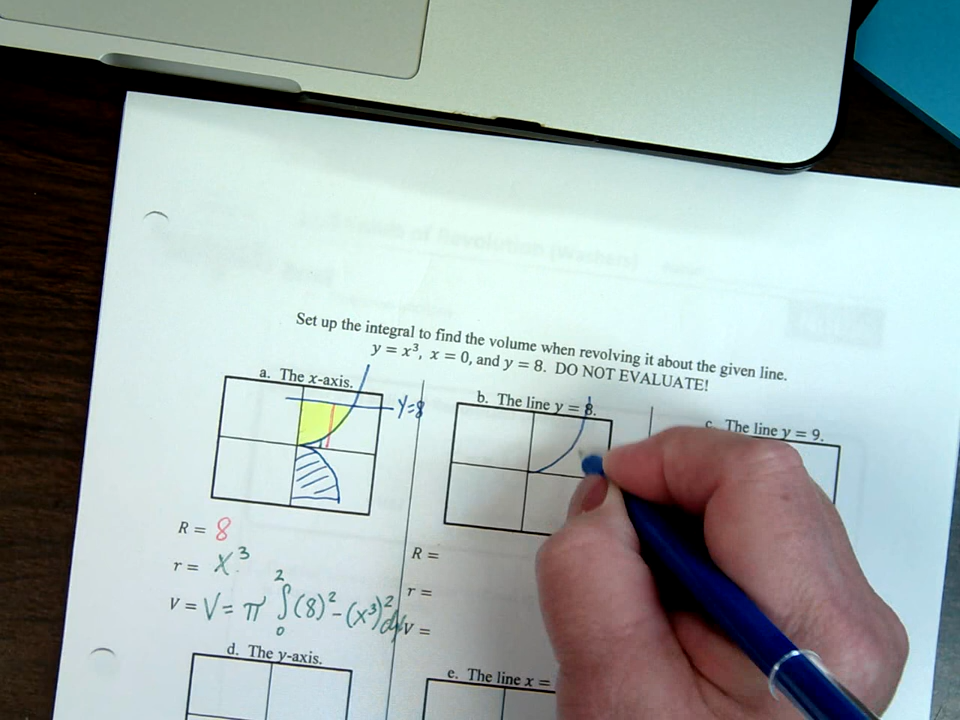 Set up the integral to find the volume when revolving it about the given line.
y = x³, x = 0, and y = 8. DO NOT EVALUATE!
a. The x-axis.
y=8
R = 8
r = x³
V = V = π ∫₀² (8)² - (x³)² dx
b. The line y = 8.
R =
r =
V =
c. The line y = 9.
d. The y-axis.
e. The line x =